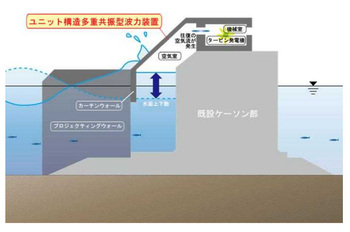 ユニット構造多重共振型波力装置
機械室
往復の
空気流が
発生
タービン発電機
空気室
カーテンウォール
水面上下動
プロジェクティングウォール
既設ケーソン部